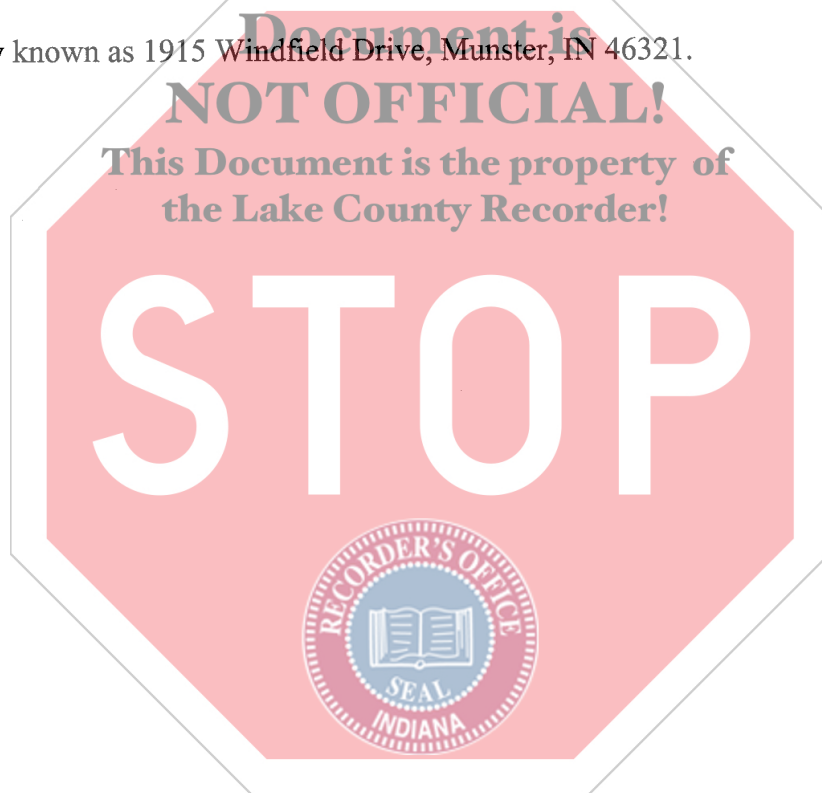 Document is
known as 1915 Windfield Drive, Munster, IN 46321.
NOT OFFICIAL!
This Document is the property of
the Lake County Recorder!
STOP
RECORDER'S OFFICE
SEAL
INDIANA